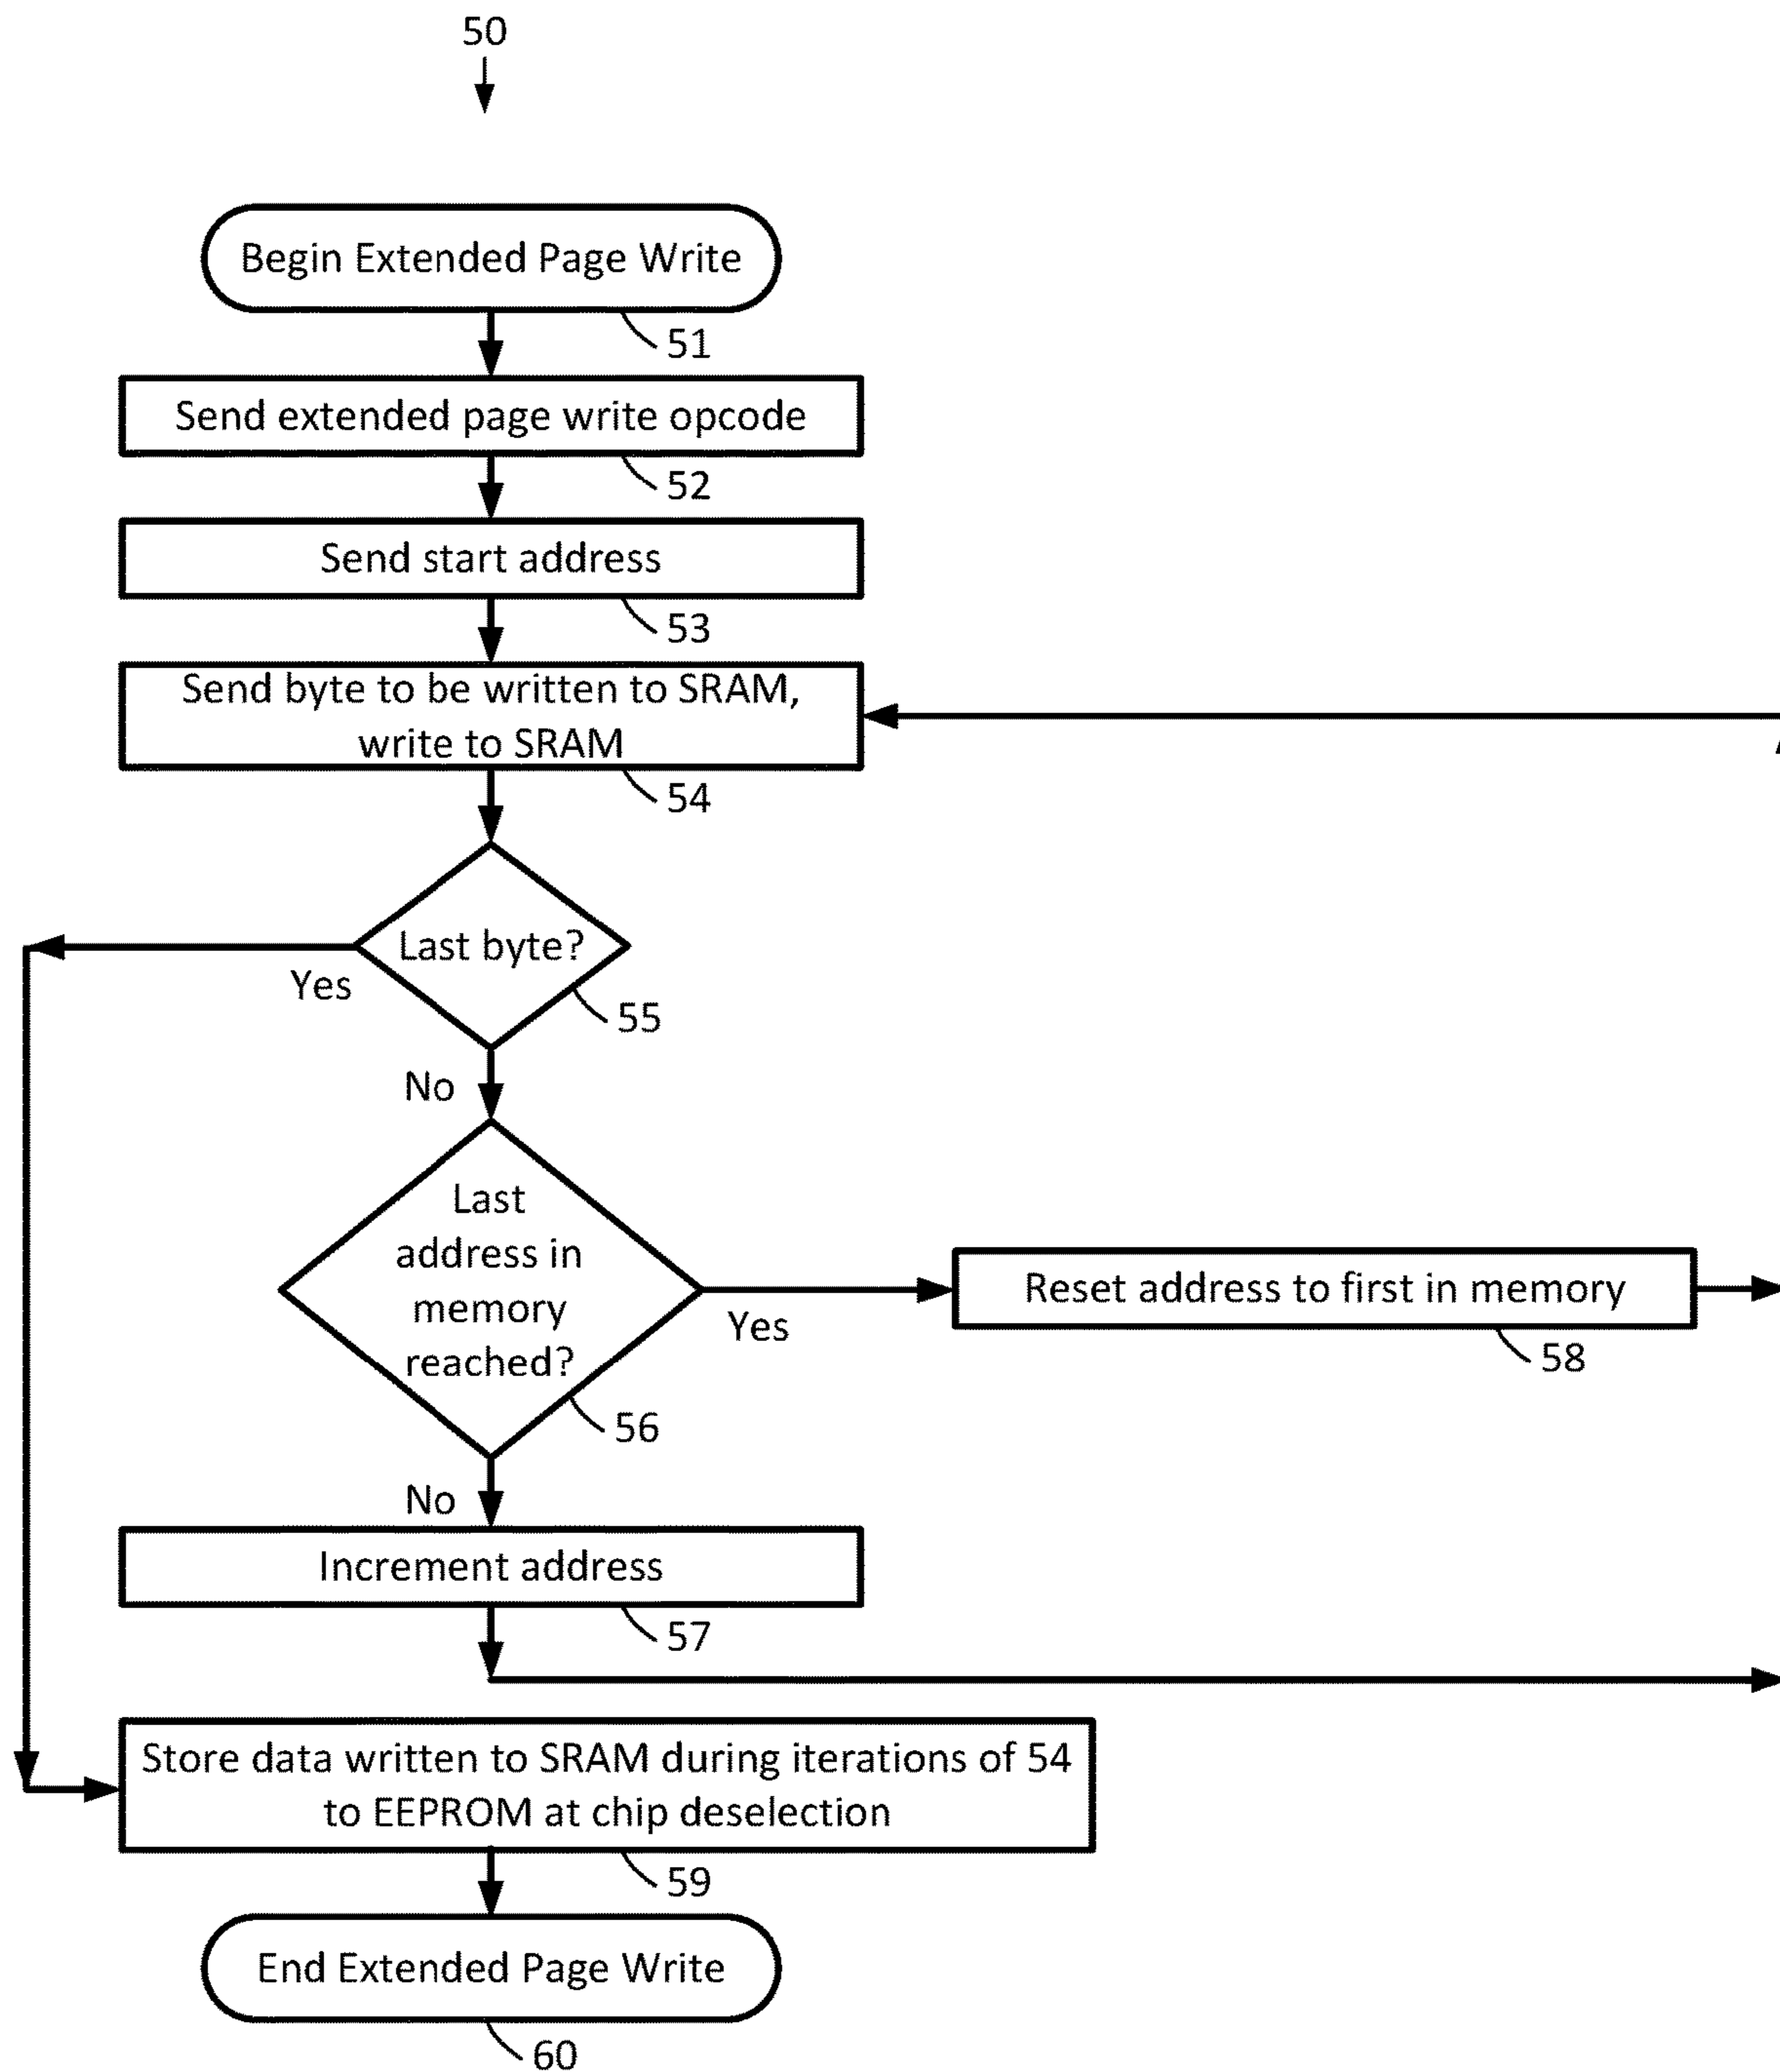 50
Begin Extended Page Write
51
Send extended page write opcode
52
Send start address
53
Send byte to be written to SRAM,
write to SRAM
54
Last byte?
Yes
55
No
Last
address in
memory
reached?
Yes
Reset address to first in memory
58
56
No
Increment address
57
Store data written to SRAM during iterations of 54
to EEPROM at chip deselection
59
End Extended Page Write
60